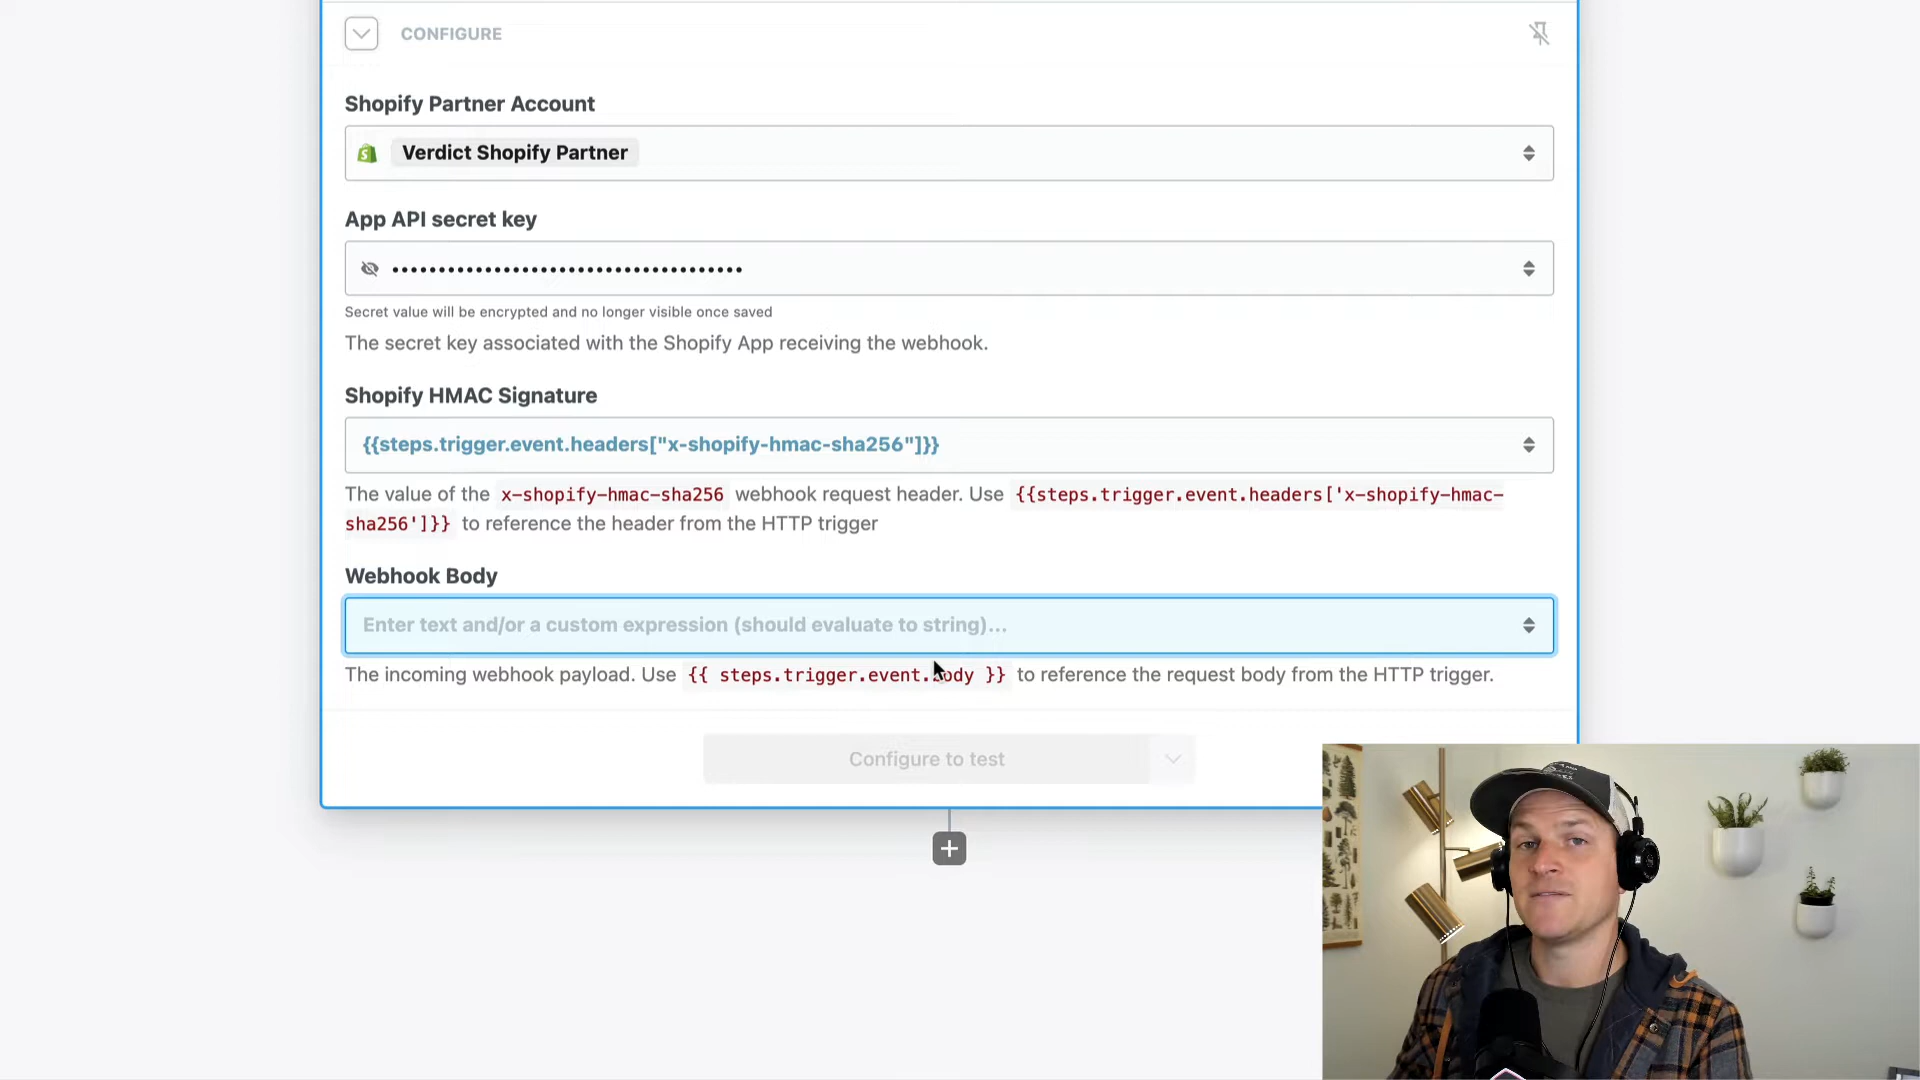 CONFIGURE
Shopify Partner Account
Verdict Shopify Partner
App API secret key
••••••••••••••••••••••••••••••••••••••
Secret value will be encrypted and no longer visible once saved
The secret key associated with the Shopify App receiving the webhook.
Shopify HMAC Signature
{{steps.trigger.event.headers["x-shopify-hmac-sha256"]}}
The value of the x-shopify-hmac-sha256 webhook request header. Use {{steps.trigger.event.headers['x-shopify-hmac-
sha256']}} to reference the header from the HTTP trigger
Webhook Body
Enter text and/or a custom expression (should evaluate to string)...
The incoming webhook payload. Use {{ steps.trigger.event.body }} to reference the request body from the HTTP trigger.
Configure to test